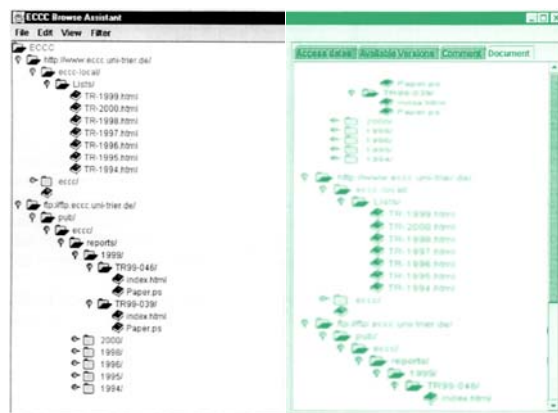 ECCC Browse Assistant
File Edit View Filter
ECCC
http://www.eccc.uni-trier.de/
eccc-local/
Lists/
TR-1999.html
TR-2000.html
TR-1998.html
TR-1997.html
TR-1996.html
TR-1995.html
TR-1994.html
eccc/
ftp://ftp.eccc.uni-trier.de/
pub/
eccc/
reports/
1999/
TR99-046/
index.html
Paper.ps
TR99-039/
index.html
Paper.ps
2000/
1998/
1996/
1995/
1994/
Access dates Available Versions Comment Document
Paper.ps
TR99-039/
index.html
Paper.ps
2000/
1998/
1996/
1995/
1994/
http://www.eccc.uni-trier.de/
eccc-local/
Lists/
TR-1999.html
TR-2000.html
TR-1998.html
TR-1997.html
TR-1996.html
TR-1995.html
TR-1994.html
eccc/
ftp://ftp.eccc.uni-trier.de/
pub/
eccc/
reports/
1999/
TR99-046/
index.html